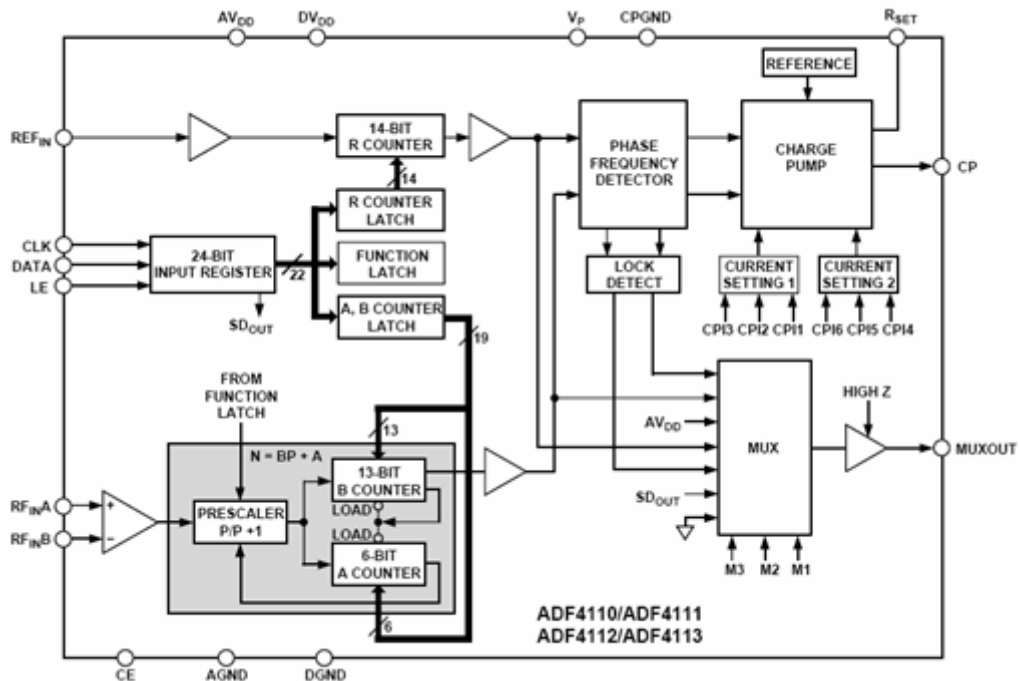 AVDD
DVDD
VP
CPGND
RSET
REFERENCE
REFIN
14-BIT
R COUNTER
14
R COUNTER
LATCH
PHASE
FREQUENCY
DETECTOR
CHARGE
PUMP
CP
CLK
DATA
LE
24-BIT
INPUT REGISTER
22
FUNCTION
LATCH
A, B COUNTER
LATCH
SDOUT
19
LOCK
DETECT
CURRENT
SETTING 1
CURRENT
SETTING 2
CPI3 CPI2 CPI1
CPI6 CPI5 CPI4
FROM
FUNCTION
LATCH
13
N = BP + A
13-BIT
B COUNTER
LOAD
LOAD
6-BIT
A COUNTER
6
RFINA
RFINB
+
–
PRESCALER
P/P +1
AVDD
SDOUT
MUX
HIGH Z
MUXOUT
M3 M2 M1
ADF4110/ADF4111
ADF4112/ADF4113
CE
AGND
DGND